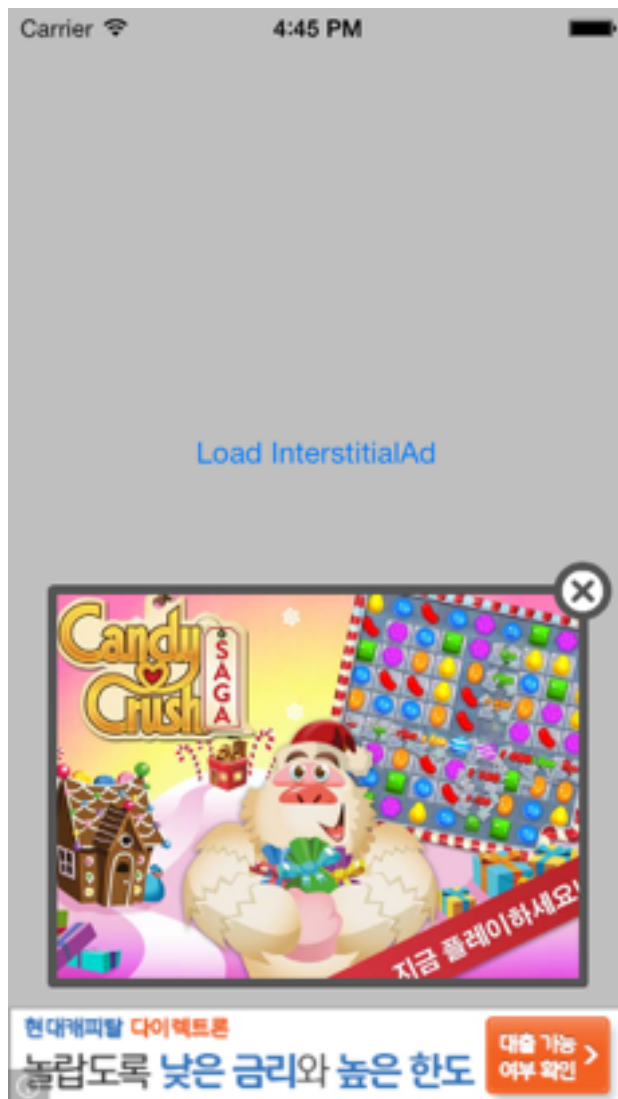 Carrier
4:45 PM
Load InterstitialAd
Candy
Crush
SAGA
지금 플레이하세요!
현대캐피탈 다이렉트론
놀랍도록 낮은 금리와 높은 한도
대출 가능
여부 확인